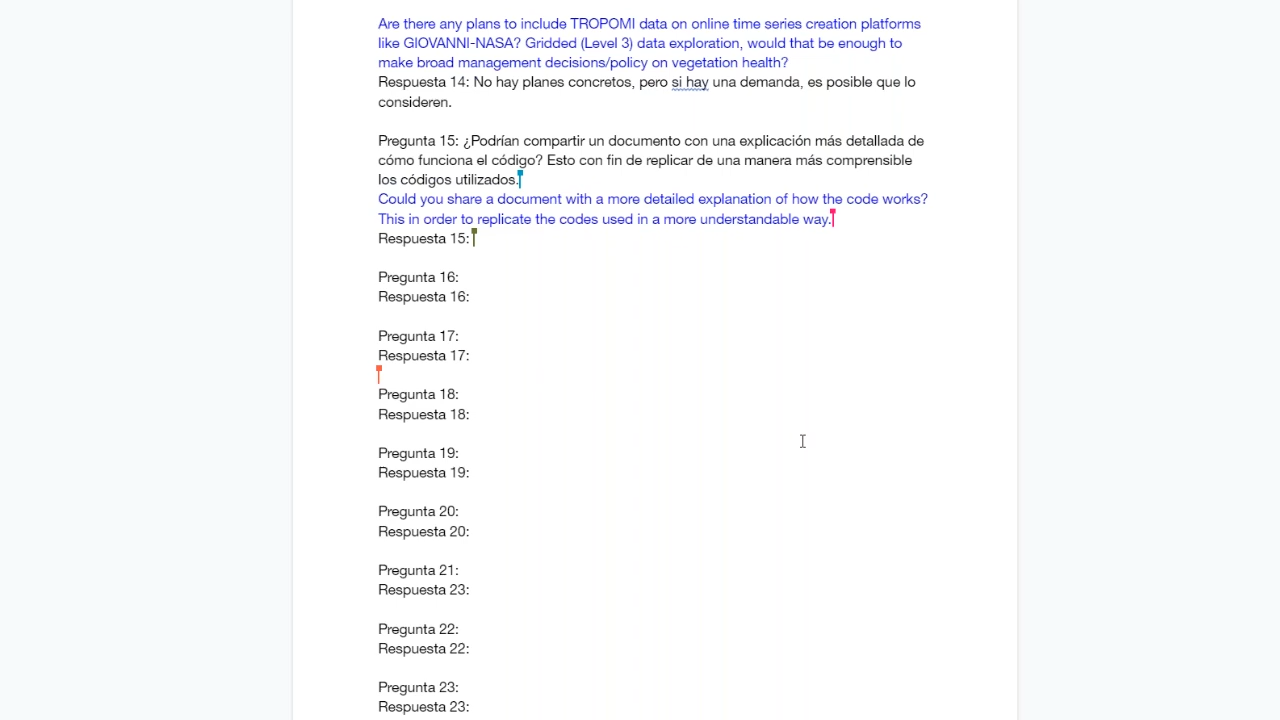 Are there any plans to include TROPOMI data on online time series creation platforms
like GIOVANNI-NASA? Gridded (Level 3) data exploration, would that be enough to
make broad management decisions/policy on vegetation health?
Respuesta 14: No hay planes concretos, pero si hay una demanda, es posible que lo
consideren.
Pregunta 15: ¿Podrían compartir un documento con una explicación más detallada de
cómo funciona el código? Esto con fin de replicar de una manera más comprensible
los códigos utilizados.
Could you share a document with a more detailed explanation of how the code works?
This in order to replicate the codes used in a more understandable way.
Respuesta 15:
Pregunta 16:
Respuesta 16:
Pregunta 17:
Respuesta 17:
Pregunta 18:
Respuesta 18:
Pregunta 19:
Respuesta 19:
Pregunta 20:
Respuesta 20:
Pregunta 21:
Respuesta 23:
Pregunta 22:
Respuesta 22:
Pregunta 23:
Respuesta 23: